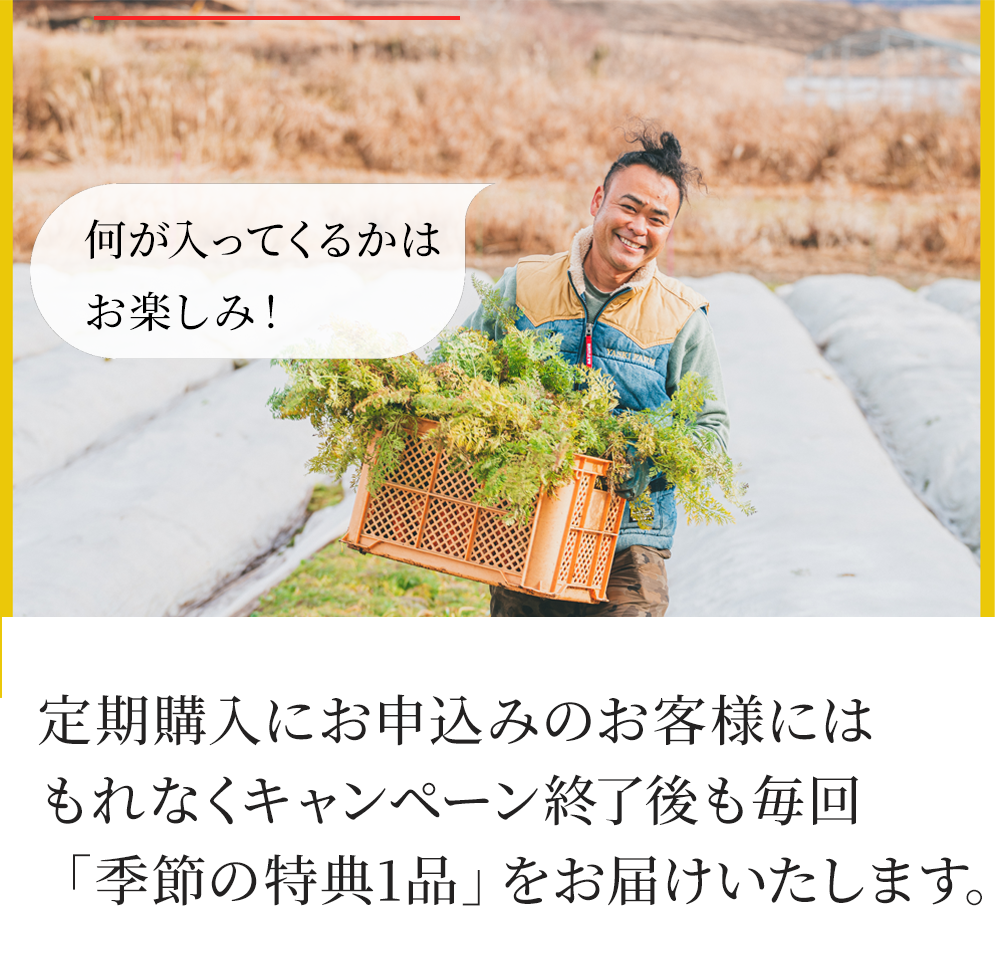 何が入ってくるかは
お楽しみ！
YASKI FARM
定期購入にお申込みのお客様には
もれなくキャンペーン終了後も毎回
「季節の特典1品」をお届けいたします。